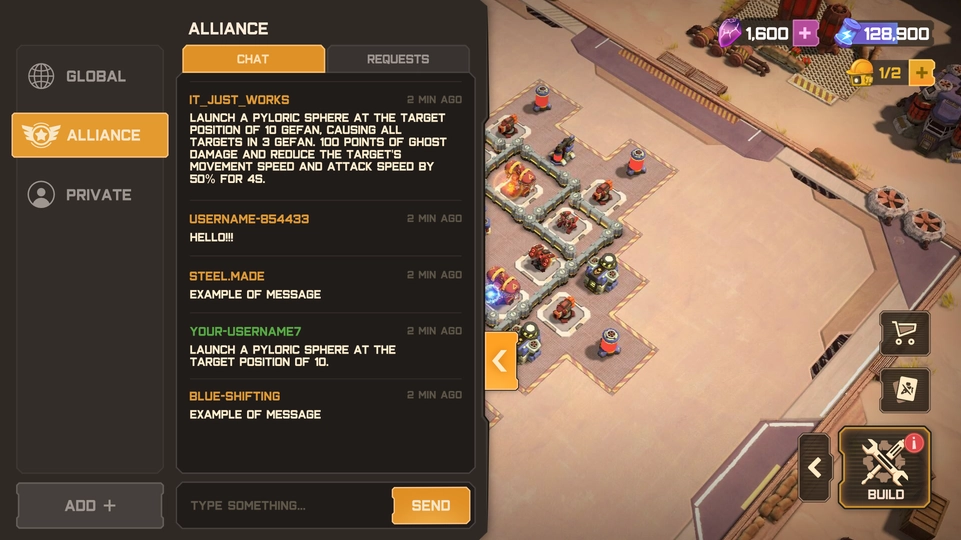 ALLIANCE
GLOBAL
ALLIANCE
PRIVATE
ADD +
CHAT
REQUESTS
IT_JUST_WORKS 2 MIN AGO
LAUNCH A PYLORIC SPHERE AT THE TARGET
POSITION OF 10 GEFAN, CAUSING ALL
TARGETS IN 3 GEFAN. 100 POINTS OF GHOST
DAMAGE AND REDUCE THE TARGET'S
MOVEMENT SPEED AND ATTACK SPEED BY
50% FOR 4S.
USERNAME-854433 2 MIN AGO
HELLO!!!
STEEL.MADE 2 MIN AGO
EXAMPLE OF MESSAGE
YOUR-USERNAME7 2 MIN AGO
LAUNCH A PYLORIC SPHERE AT THE
TARGET POSITION OF 10.
BLUE-SHIFTING 2 MIN AGO
EXAMPLE OF MESSAGE
TYPE SOMETHING...
SEND
1,600 +
128,900
1/2 +
BUILD